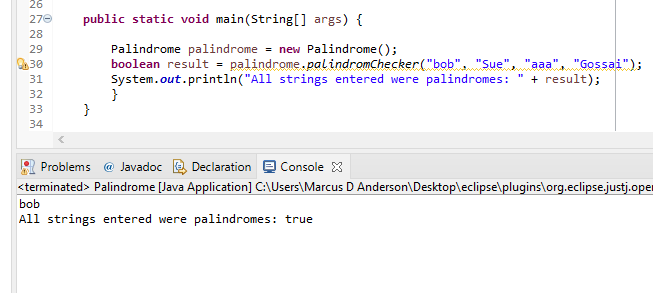 26
27 public static void main(String[] args) {
28
29 Palindrome palindrome = new Palindrome();
30 boolean result = palindrome.palindromChecker("bob", "Sue", "aaa", "Gossai");
31 System.out.println("All strings entered were palindromes: " + result);
32 }
33 }
34
Problems @ Javadoc Declaration Console
<terminated> Palindrome [Java Application] C:\Users\Marcus D Anderson\Desktop\eclipse\plugins\org.eclipse.justj.ope
bob
All strings entered were palindromes: true